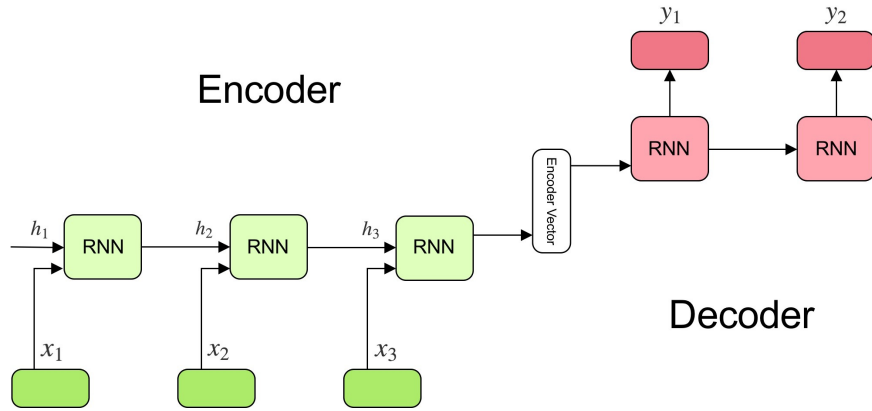 y₁
y₂
Encoder
RNN
RNN
Encoder Vector
h₁
RNN
h₂
RNN
h₃
RNN
Decoder
x₁
x₂
x₃